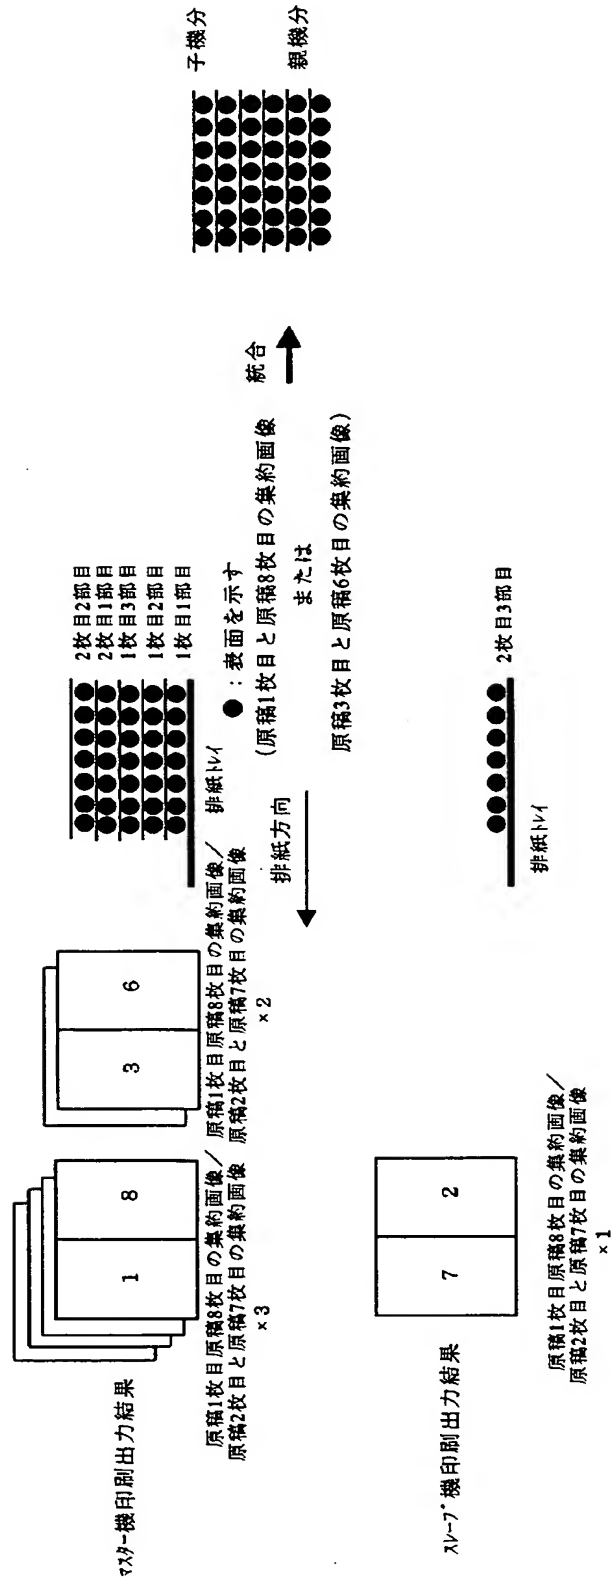 マスター機印刷出力結果
1
8
原稿1枚目原稿8枚目の集約画像/
原稿2枚目と原稿7枚目の集約画像
×3
3
6
原稿1枚目原稿8枚目の集約画像/
原稿2枚目と原稿7枚目の集約画像
×2
2枚目2部目
2枚目1部目
1枚目3部目
1枚目2部目
1枚目1部目
排紙トレイ
●:表面を示す
(原稿1枚目と原稿8枚目の集約画像
または
原稿3枚目と原稿6枚目の集約画像)
排紙方向
統合
子機分
親機分
スレーブ機印刷出力結果
7
2
原稿1枚目原稿8枚目の集約画像/
原稿2枚目と原稿7枚目の集約画像
×1
2枚目3部目
排紙トレイ